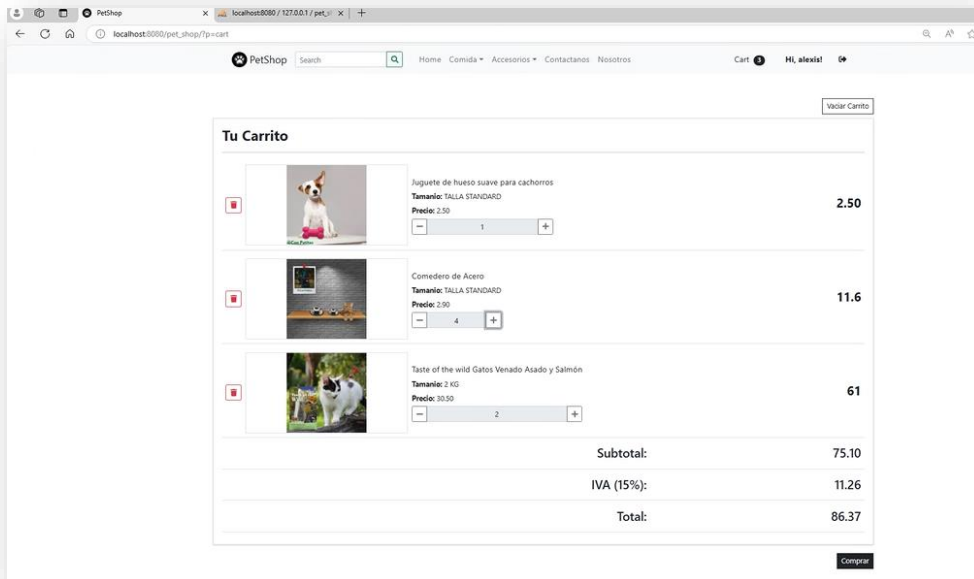 PetShop
localhost:8080 / 127.0.0.1 / pet_s
localhost:8080/pet_shop/?p=cart
PetShop Search Home Comida Accesorios Contactanos Nosotros Cart 3 Hi, alexis!
Vaciar Carrito
Tu Carrito
Juguete de hueso suave para cachorros
Tamanio: TALLA STANDARD
Precio: 2.50
− 1 +
2.50
Comedero de Acero
Tamanio: TALLA STANDARD
Precio: 2.90
− 4 +
11.6
Taste of the wild Gatos Venado Asado y Salmón
Tamanio: 2 KG
Precio: 30.50
− 2 +
61
Subtotal: 75.10
IVA (15%): 11.26
Total: 86.37
Comprar